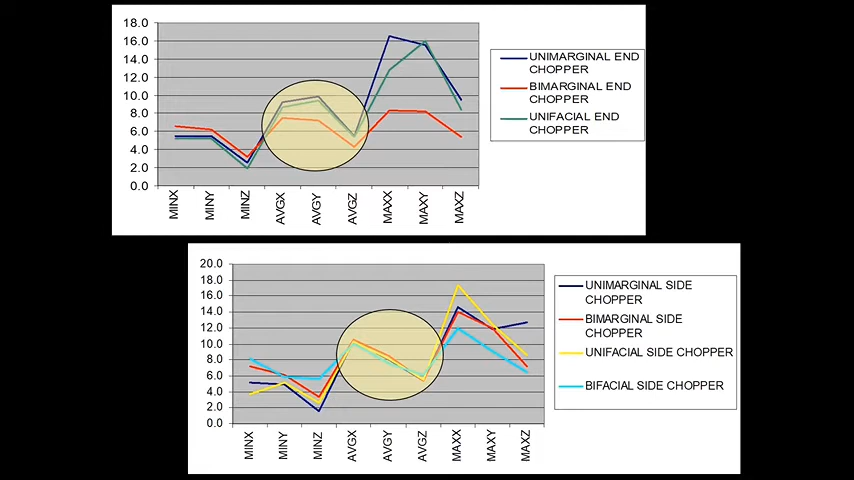 18.0
16.0
14.0
12.0
10.0
8.0
6.0
4.0
2.0
0.0
MINX
MINY
MINZ
AVGX
AVGY
AVGZ
MAXX
MAXY
MAXZ
UNIMARGINAL END
CHOPPER
BIMARGINAL END
CHOPPER
UNIFACIAL END
CHOPPER
20.0
18.0
16.0
14.0
12.0
10.0
8.0
6.0
4.0
2.0
0.0
MINX
MINY
MINZ
AVGX
AVGY
AVGZ
MAXX
MAXY
MAXZ
UNIMARGINAL SIDE
CHOPPER
BIMARGINAL SIDE
CHOPPER
UNIFACIAL SIDE CHOPPER
BIFACIAL SIDE CHOPPER